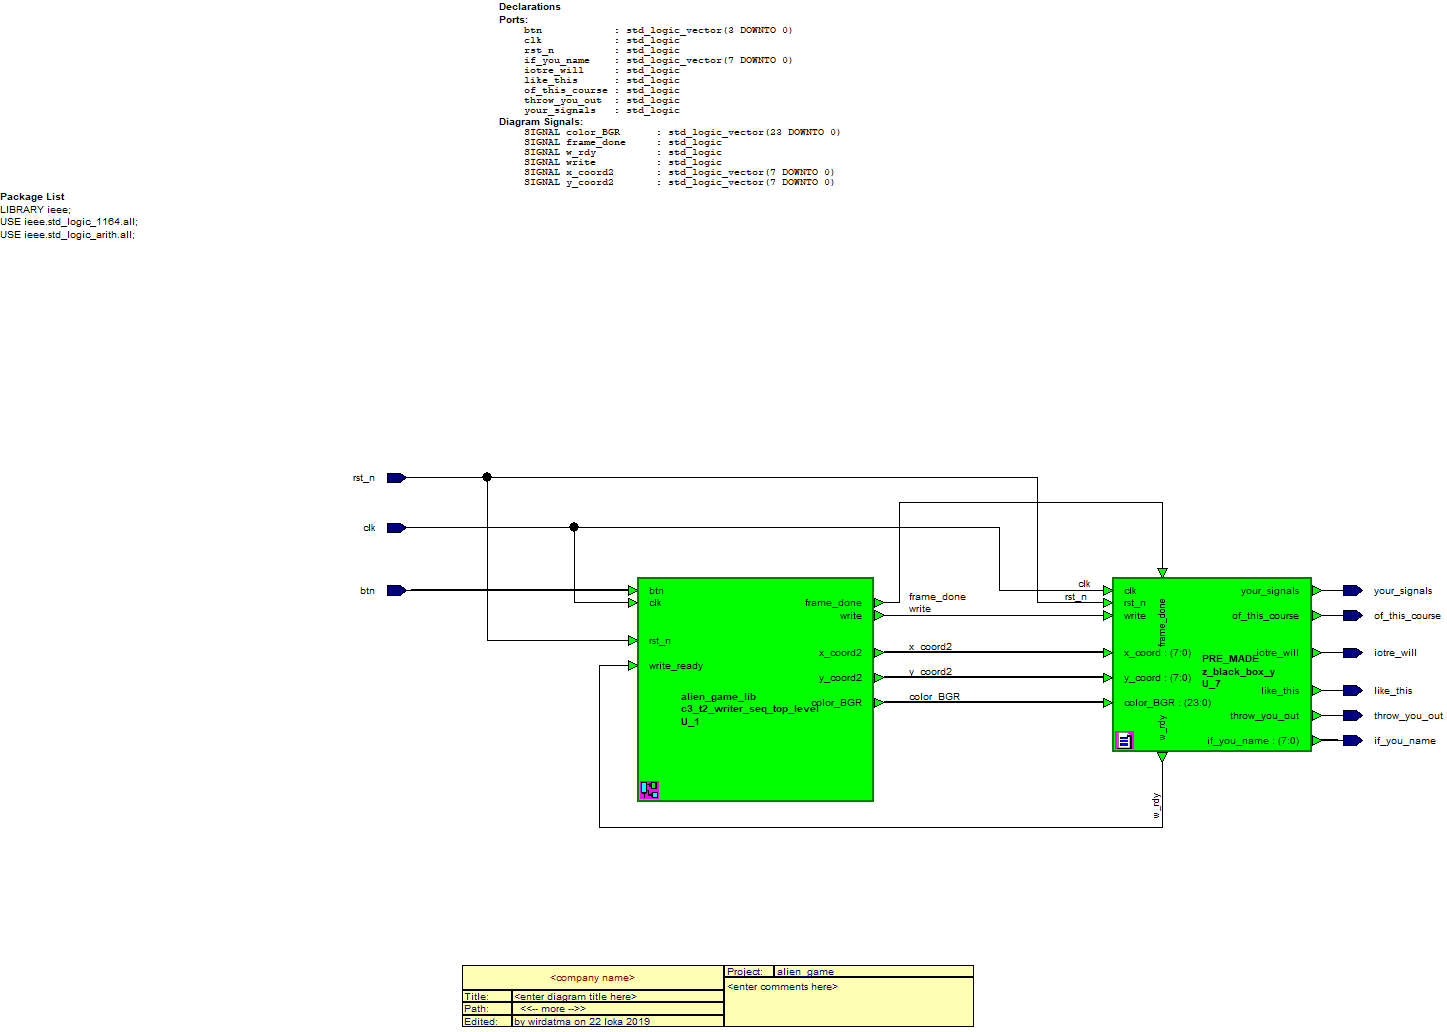 Declarations
Ports:
btn : std_logic_vector(3 DOWNTO 0)
clk : std_logic
rst_n : std_logic
if_you_name : std_logic_vector(7 DOWNTO 0)
iotre_will : std_logic
like_this : std_logic
of_this_course : std_logic
throw_you_out : std_logic
your_signals : std_logic
Diagram Signals:
SIGNAL color_BGR : std_logic_vector(23 DOWNTO 0)
SIGNAL frame_done : std_logic
SIGNAL w_rdy : std_logic
SIGNAL write : std_logic
SIGNAL x_coord2 : std_logic_vector(7 DOWNTO 0)
SIGNAL y_coord2 : std_logic_vector(7 DOWNTO 0)
Package List
LIBRARY ieee;
USE ieee.std_logic_1164.all;
USE ieee.std_logic_arith.all;
rst_n
clk
btn
btn
clk
rst_n
write_ready
frame_done
write
x_coord2
y_coord2
color_BGR
alien_game_lib
c3_t2_writer_seq_top_level
U_1
frame_done
write
x_coord2
y_coord2
color_BGR
clk
rst_n
clk
rst_n
write
x_coord : (7:0)
y_coord : (7:0)
color_BGR : (23:0)
frame_done
w_rdy
PRE_MADE
z_black_box_y
U_7
your_signals
of_this_course
iotre_will
like_this
throw_you_out
if_you_name : (7:0)
your_signals
of_this_course
iotre_will
like_this
throw_you_out
if_you_name
w_rdy
<company name>
Project: alien_game
<enter comments here>
Title: <enter diagram title here>
Path: <<-- more -->>
Edited: by wirdatma on 22 loka 2019